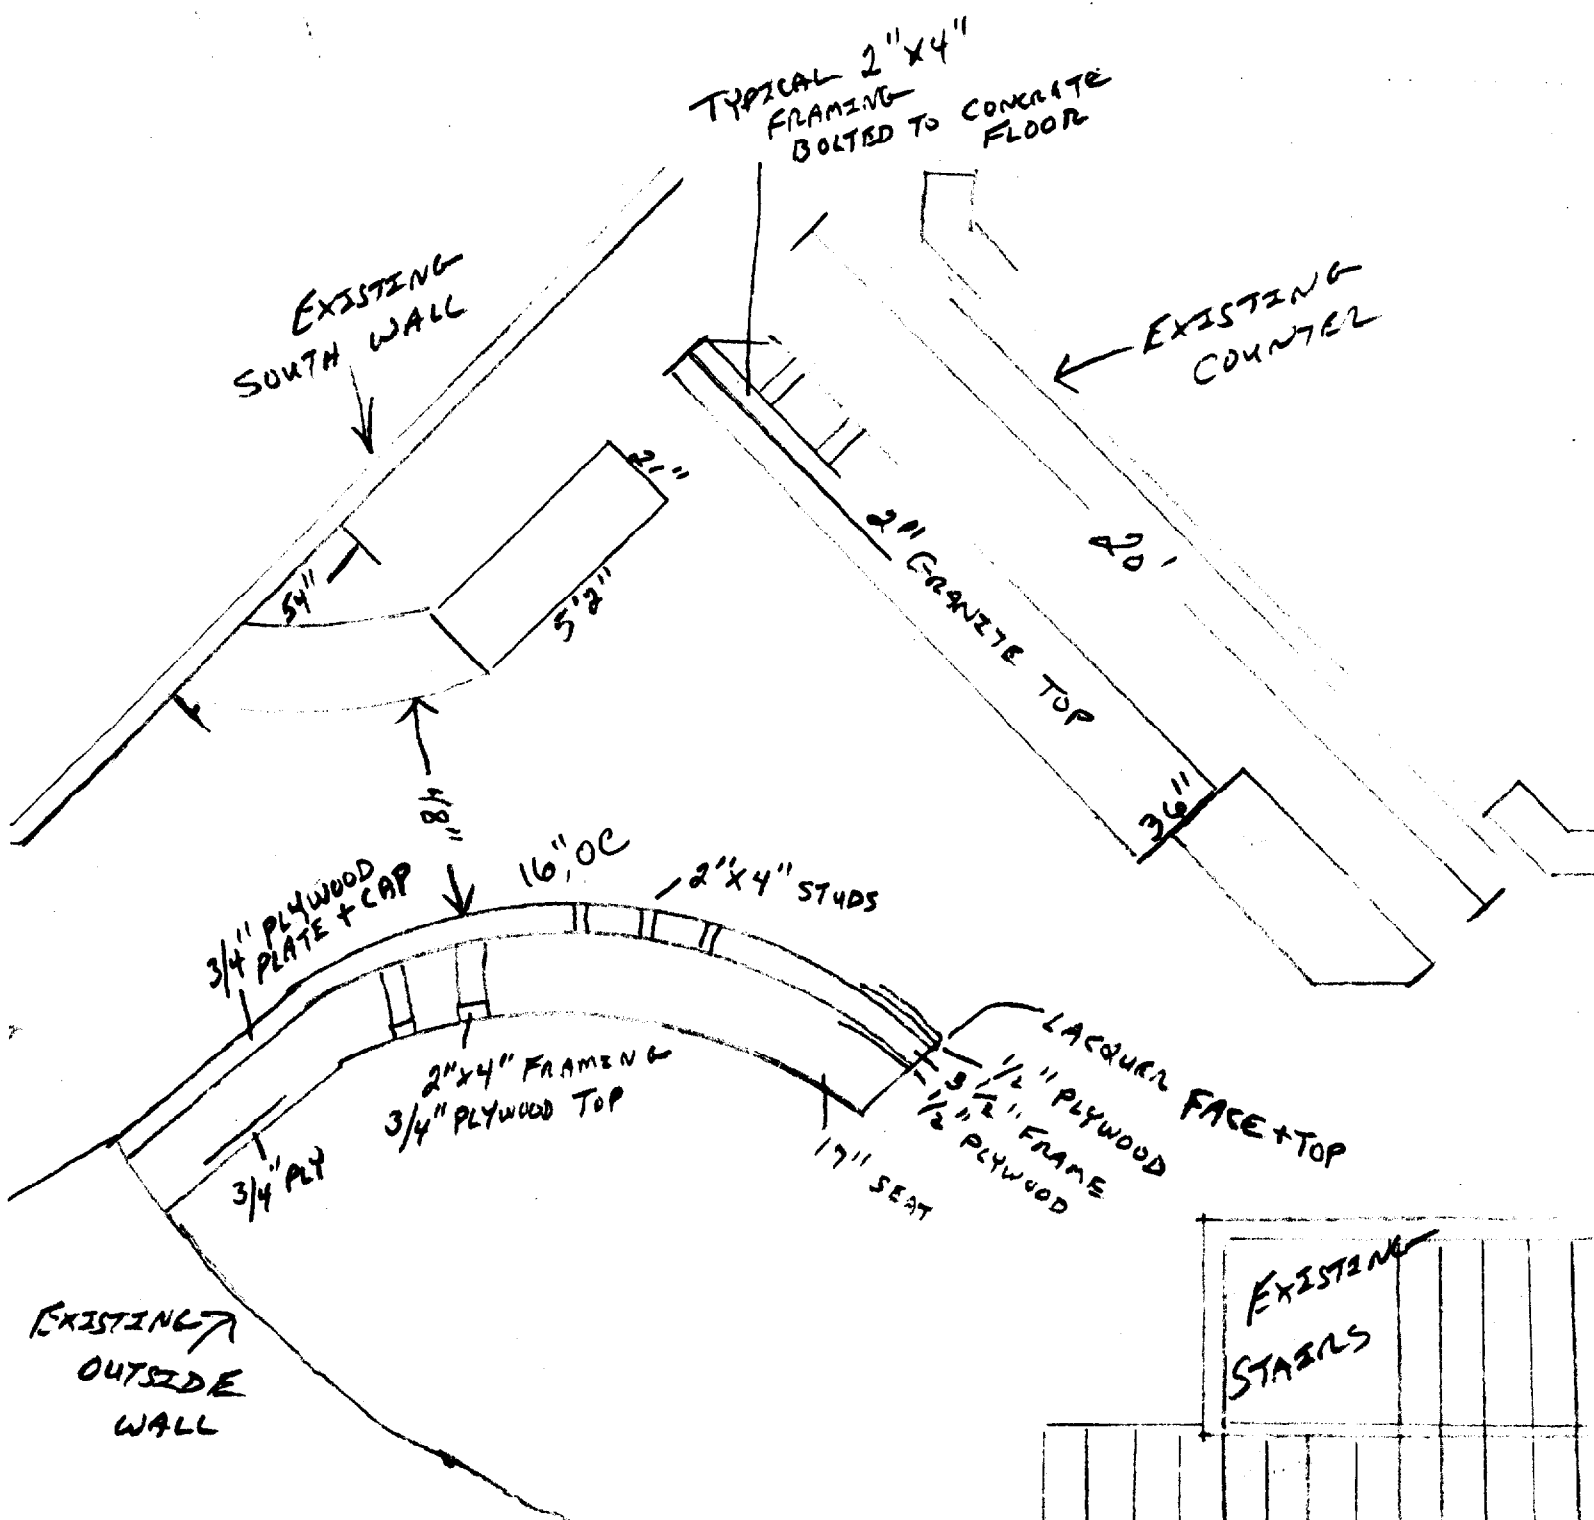 TYPICAL 2"X4"
FRAMING
BOLTED TO CONCRETE
FLOOR
EXISTING
SOUTH WALL
EXISTING
COUNTER
21"
54"
5'2"
20'
2" GRANITE TOP
36"
48"
16" OC
2"X4" STUDS
3/4" PLYWOOD
PLATE + CAP
2"X4" FRAMING
3/4" PLYWOOD TOP
3/4" PLY
LACQUER FACE + TOP
1/2" PLYWOOD
3 1/2" FRAME
1/2" PLYWOOD
17" SEAT
EXISTING
OUTSIDE
WALL
EXISTING
STAIRS